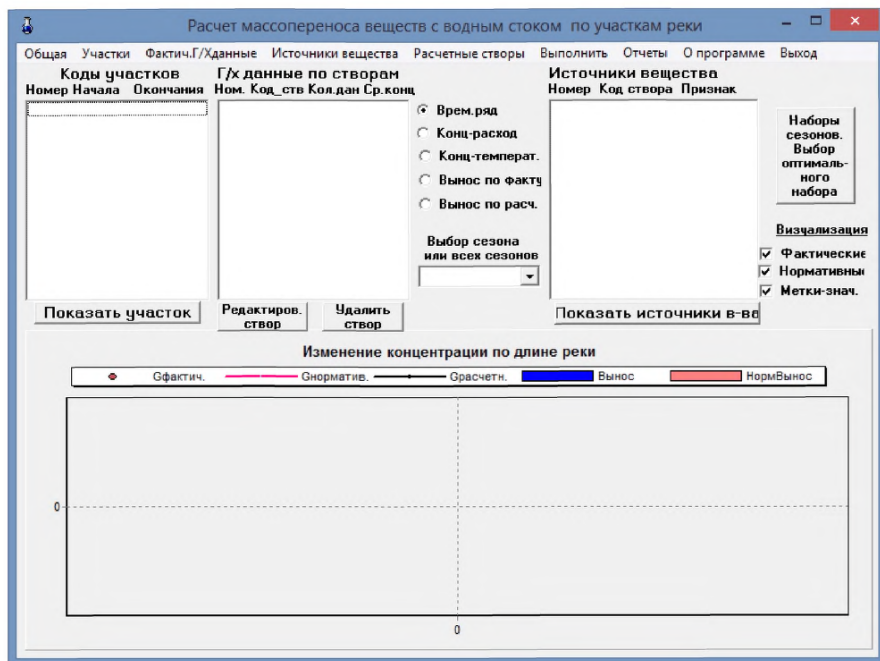 Расчет массопереноса веществ с водным стоком по участкам реки
Общая Участки Фактич.Г/Хданные Источники вещества Расчетные створы Выполнить Отчеты О программе Выход
Коды участков
Номер Начала Окончания
Показать участок
Г/х данные по створам
Ном. Код_ств Кол.дан Ср.конц
Редактиров.
створ
Удалить
створ
Врем.ряд
Конц-расход
Конц-температ.
Вынос по факту
Вынос по расч.
Выбор сезона
или всех сезонов
Источники вещества
Номер Код створа Признак
Показать источники в-ва
Наборы
сезонов.
Выбор
оптималь-
ного
набора
Визуализация
Фактические
Нормативны
Метки-знач.
Изменение концентрации по длине реки
Gфактич. Gнорматив. Gрасчетн. Вынос НормВынос
0
0